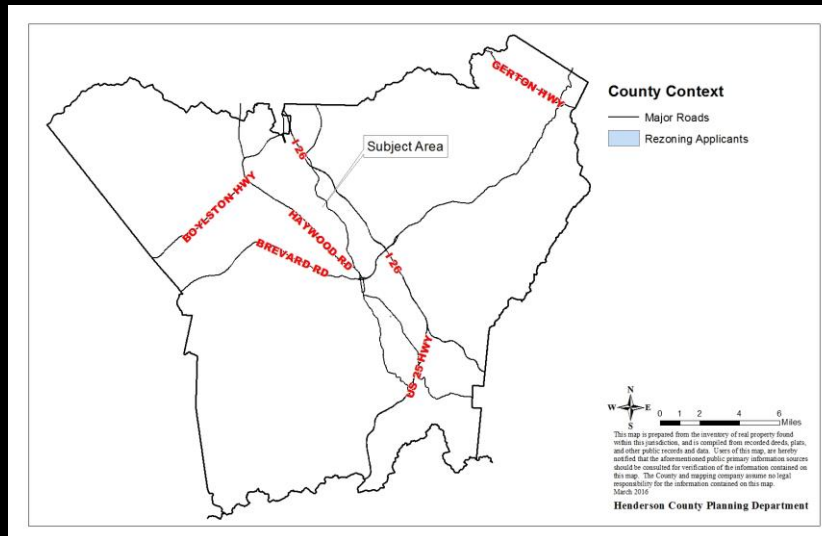 GERTON HWY
County Context
Major Roads
Rezoning Applicants
I-26
Subject Area
BOYLSTON HWY
HAYWOOD RD
BREVARD RD
I-26
US 25 HWY
N
W E
S
0 1 2 4 6
Miles
This map is prepared from the inventory of real property found
within this jurisdiction, and is compiled from recorded deeds, plats,
and other public records and data. Users of this map, are hereby
notified that the aforementioned public primary information sources
should be consulted for verification of the information contained on
this map. The County and mapping company assume no legal
responsibility for the information contained on this map.
March 2016
Henderson County Planning Department